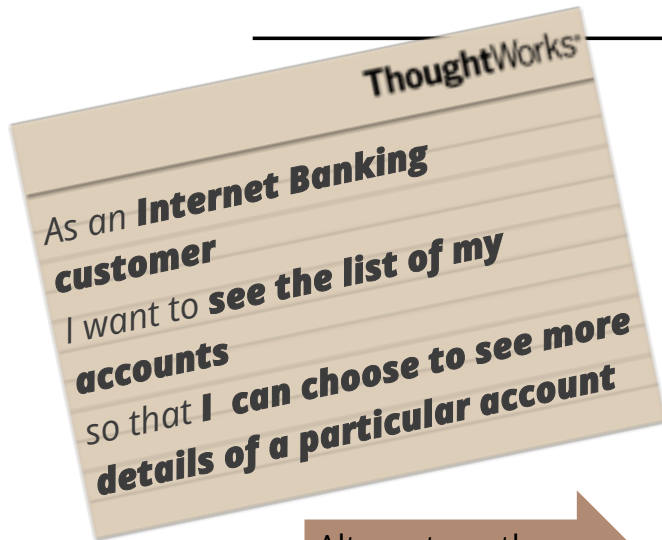 ThoughtWorks®
As an Internet Banking
customer
I want to see the list of my
accounts
so that I can choose to see more
details of a particular account